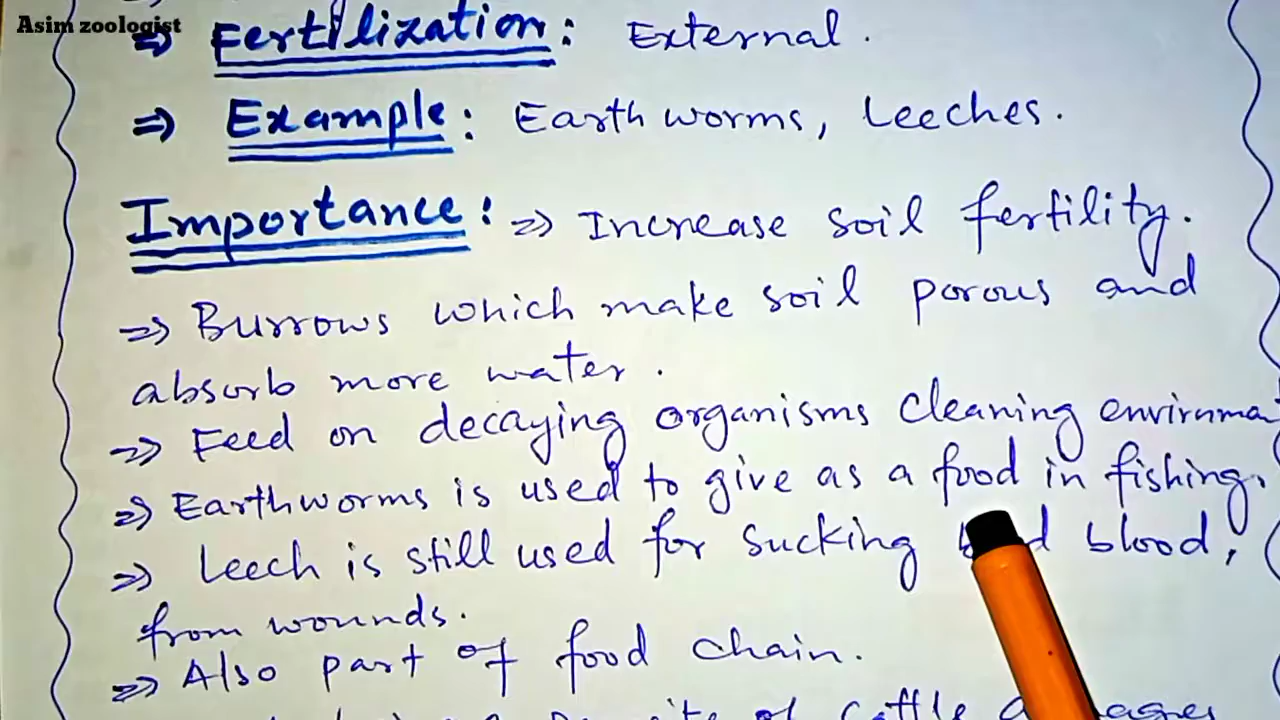 Asim zoologist
⇒ Fertilization: External.
⇒ Example: Earthworms, Leeches.
Importance: ⇒ Increase soil fertility.
⇒ Burrows which make soil porous and
absorb more water.
⇒ Feed on decaying organisms cleaning
⇒ Earthworms is used to give as a food in fishing.
⇒ Leech is still used for sucking blood,
from wounds.
⇒ Also part of food chain.
of cattle